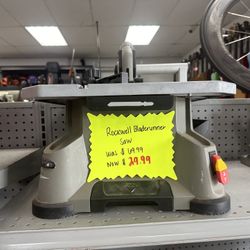 Rockwell Bladerunner
Saw
Was $ 69.99
Now $ 29.99